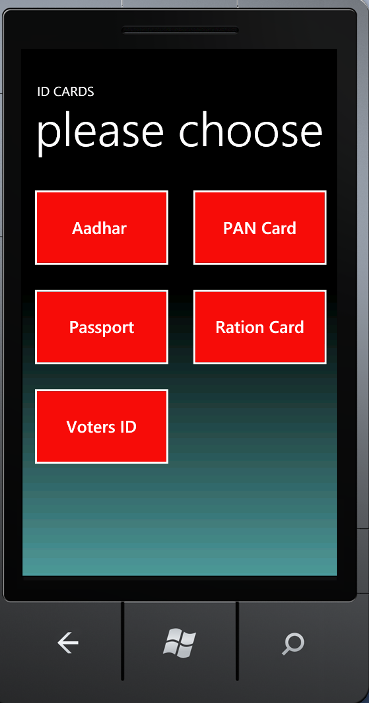 ID CARDS
please choose
Aadhar
PAN Card
Passport
Ration Card
Voters ID